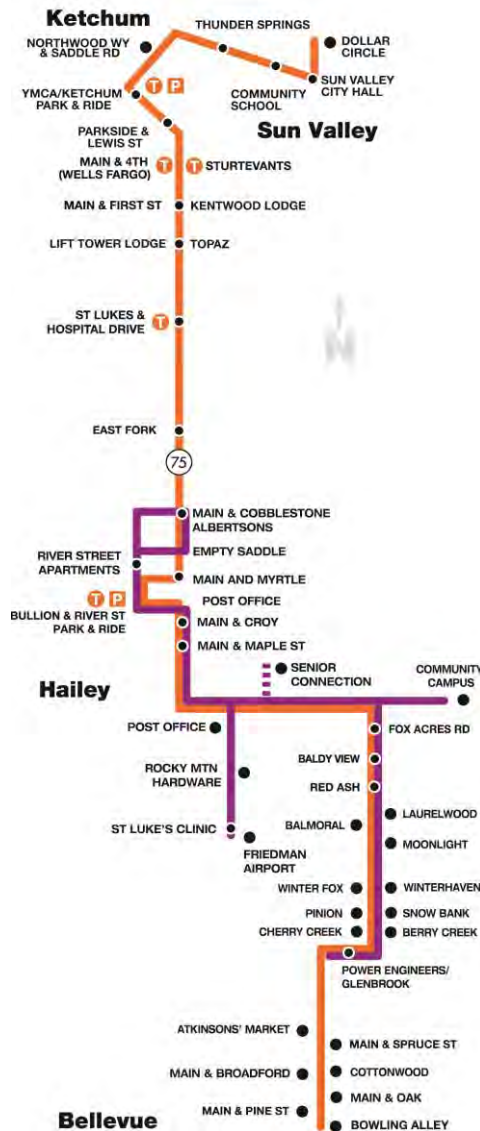 Ketchum
THUNDER SPRINGS
NORTHWOOD WY
& SADDLE RD
DOLLAR
CIRCLE
COMMUNITY
SCHOOL
SUN VALLEY
CITY HALL
YMCA/KETCHUM
PARK & RIDE
T P
Sun Valley
PARKSIDE &
LEWIS ST
MAIN & 4TH
(WELLS FARGO)
T T STURTEVANTS
MAIN & FIRST ST
KENTWOOD LODGE
LIFT TOWER LODGE
TOPAZ
ST LUKES &
HOSPITAL DRIVE
T
N
EAST FORK
75
MAIN & COBBLESTONE
ALBERTSONS
RIVER STREET
APARTMENTS
EMPTY SADDLE
MAIN AND MYRTLE
T P
POST OFFICE
BULLION & RIVER ST
PARK & RIDE
MAIN & CROY
MAIN & MAPLE ST
SENIOR
CONNECTION
COMMUNITY
CAMPUS
Hailey
POST OFFICE
FOX ACRES RD
BALDY VIEW
ROCKY MTN
HARDWARE
RED ASH
LAURELWOOD
ST LUKE'S CLINIC
BALMORAL
FRIEDMAN
AIRPORT
MOONLIGHT
WINTER FOX
WINTERHAVEN
PINION
SNOW BANK
CHERRY CREEK
BERRY CREEK
POWER ENGINEERS/
GLENBROOK
ATKINSONS' MARKET
MAIN & SPRUCE ST
MAIN & BROADFORD
COTTONWOOD
MAIN & OAK
MAIN & PINE ST
Bellevue
BOWLING ALLEY